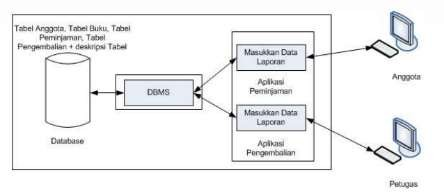 Tabel Anggota, Tabel Buku, Tabel
Peminjaman, Tabel
Pengembalian + deskripsi Tabel
Database
DBMS
Masukkan Data
Laporan
Aplikasi
Peminjaman
Masukkan Data
Laporan
Aplikasi
Pengembalian
Anggota
Petugas